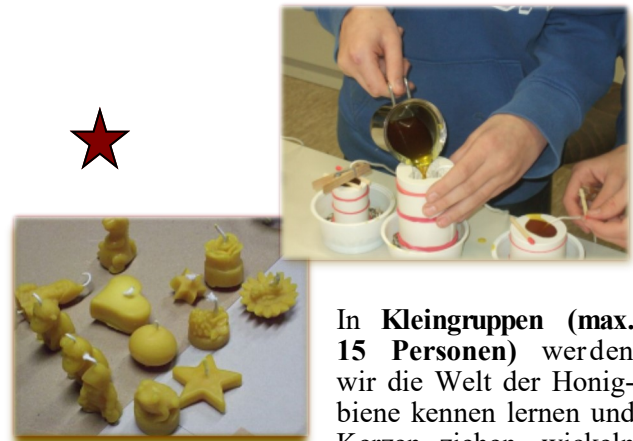 In Kleingruppen (max.
15 Personen) werden
wir die Welt der Honig-
biene kennen lernen und
Kerzen ziehen, wickeln